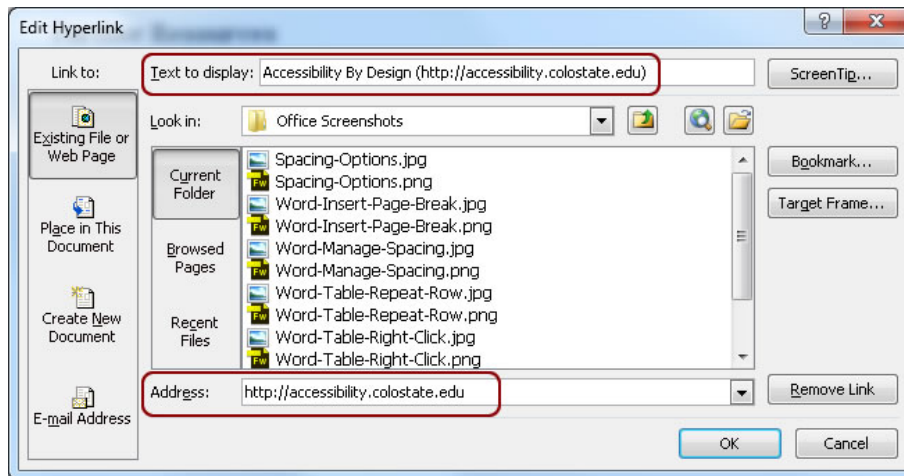 Edit Hyperlink
Link to:
Text to display: Accessibility By Design (http://accessibility.colostate.edu)
ScreenTip...
Existing File or
Web Page
Look in: Office Screenshots
Current
Folder
Spacing-Options.jpg
Spacing-Options.png
Word-Insert-Page-Break.jpg
Word-Insert-Page-Break.png
Word-Manage-Spacing.jpg
Word-Manage-Spacing.png
Word-Table-Repeat-Row.jpg
Word-Table-Repeat-Row.png
Word-Table-Right-Click.jpg
Word-Table-Right-Click.png
Bookmark...
Target Frame...
Place in This
Document
Browsed
Pages
Create New
Document
Recent
Files
E-mail Address
Address: http://accessibility.colostate.edu
Remove Link
OK
Cancel